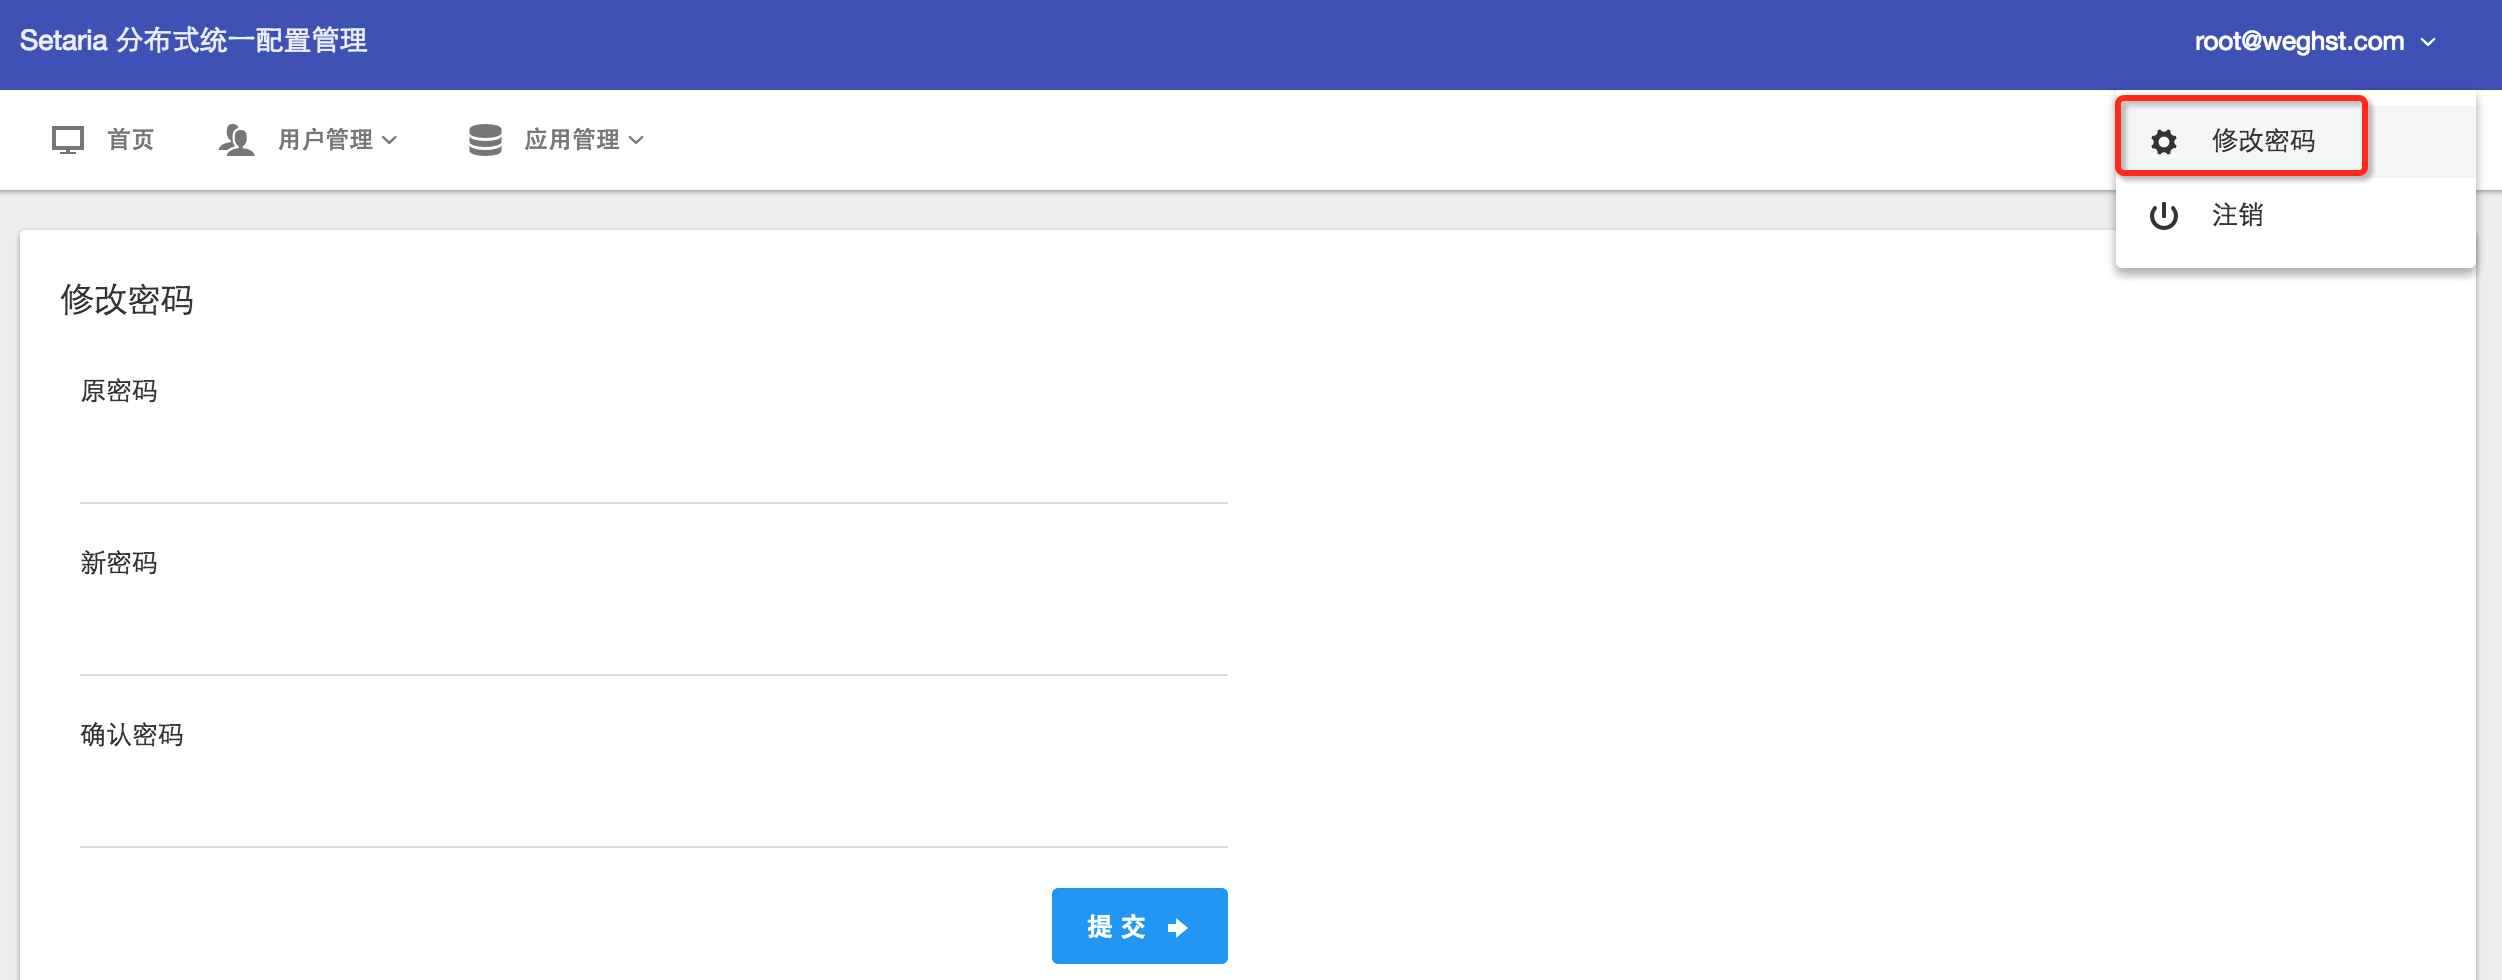 Setaria 分布式统一配置管理
root@weghst.com
首页
用户管理
应用管理
修改密码
注销
修改密码
原密码
新密码
确认密码
提 交